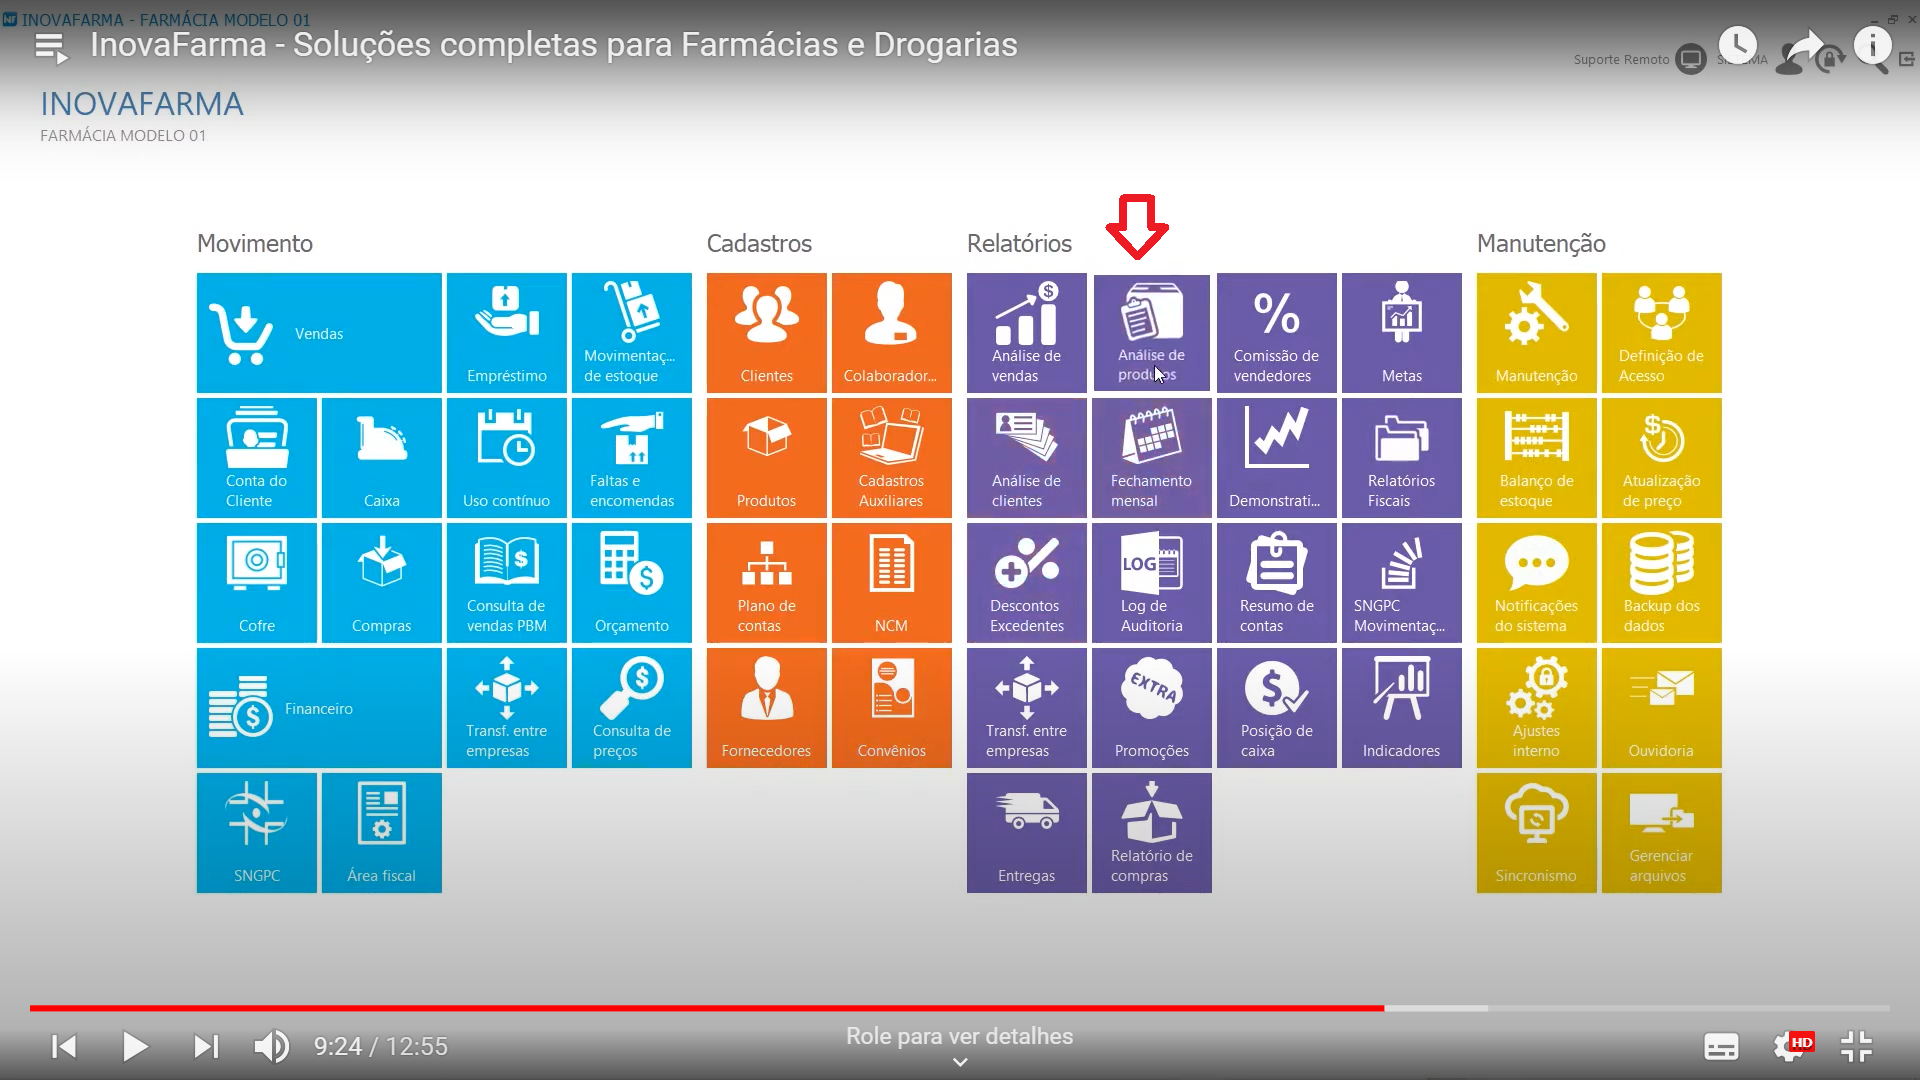 INOVAFARMA - FARMÁCIA MODELO 01
InovaFarma - Soluções completas para Farmácias e Drogarias
Suporte Remoto
INOVAFARMA
FARMÁCIA MODELO 01
Movimento
Cadastros
Relatórios
Manutenção
Vendas
Empréstimo
Movimentaç...
de estoque
Clientes
Colaborador...
Análise de
vendas
Análise de
produtos
%
Comissão de
vendedores
Metas
Manutenção
Definição de
Acesso
Conta do
Cliente
Caixa
Uso contínuo
Faltas e
encomendas
Produtos
Cadastros
Auxiliares
Análise de
clientes
Fechamento
mensal
Demonstrati...
Relatórios
Fiscais
Balanço de
estoque
Atualização
de preço
Cofre
Compras
Consulta de
vendas PBM
Orçamento
Plano de
contas
NCM
Descontos
Excedentes
LOG
Log de
Auditoria
Resumo de
contas
SNGPC
Movimentaç...
Notificações
do sistema
Backup dos
dados
Financeiro
Transf. entre
empresas
Consulta de
preços
Fornecedores
Convênios
Transf. entre
empresas
EXTRA
Promoções
Posição de
caixa
Indicadores
Ajustes
interno
Ouvidoria
SNGPC
Área fiscal
Entregas
Relatório de
compras
Sincronismo
Gerenciar
arquivos
9:24 / 12:55
Role para ver detalhes
HD